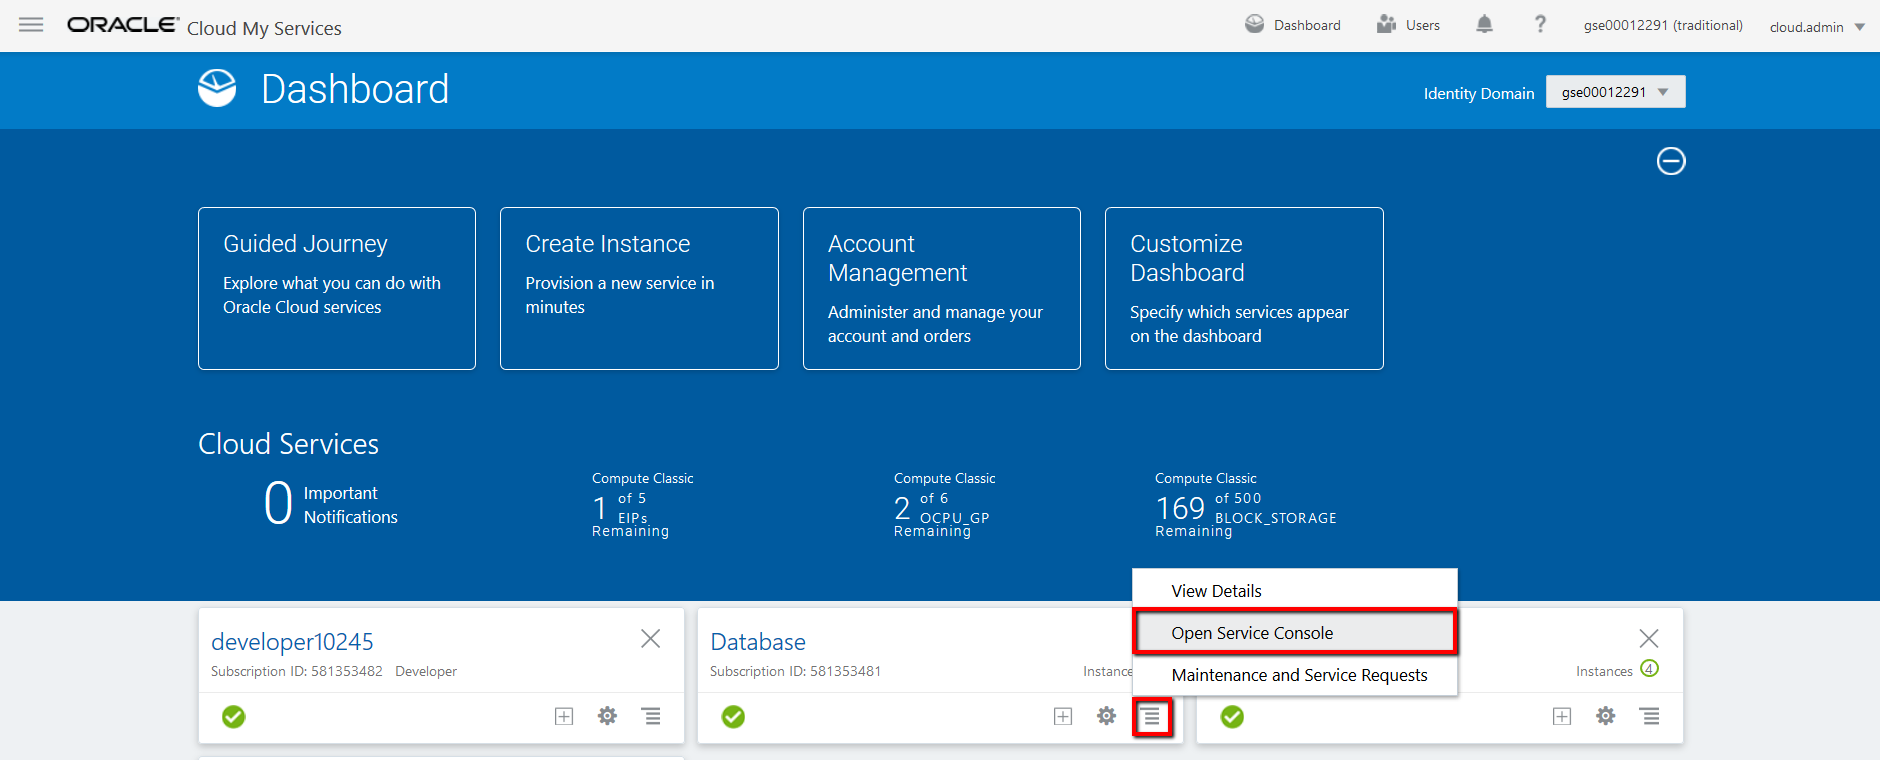 ORACLE Cloud My Services
Dashboard
Users
?
gse00012291 (traditional)
cloud.admin
Dashboard
Identity Domain
gse00012291
Guided Journey
Explore what you can do with
Oracle Cloud services
Create Instance
Provision a new service in
minutes
Account
Management
Administer and manage your
account and orders
Customize
Dashboard
Specify which services appear
on the dashboard
Cloud Services
0 Important
Notifications
Compute Classic
1 of 5
EIPs
Remaining
Compute Classic
2 of 6
OCPU_GP
Remaining
Compute Classic
169 of 500
BLOCK_STORAGE
Remaining
View Details
Open Service Console
Maintenance and Service Requests
developer10245
Subscription ID: 581353482 Developer
Database
Subscription ID: 581353481
Instance
Instances 4